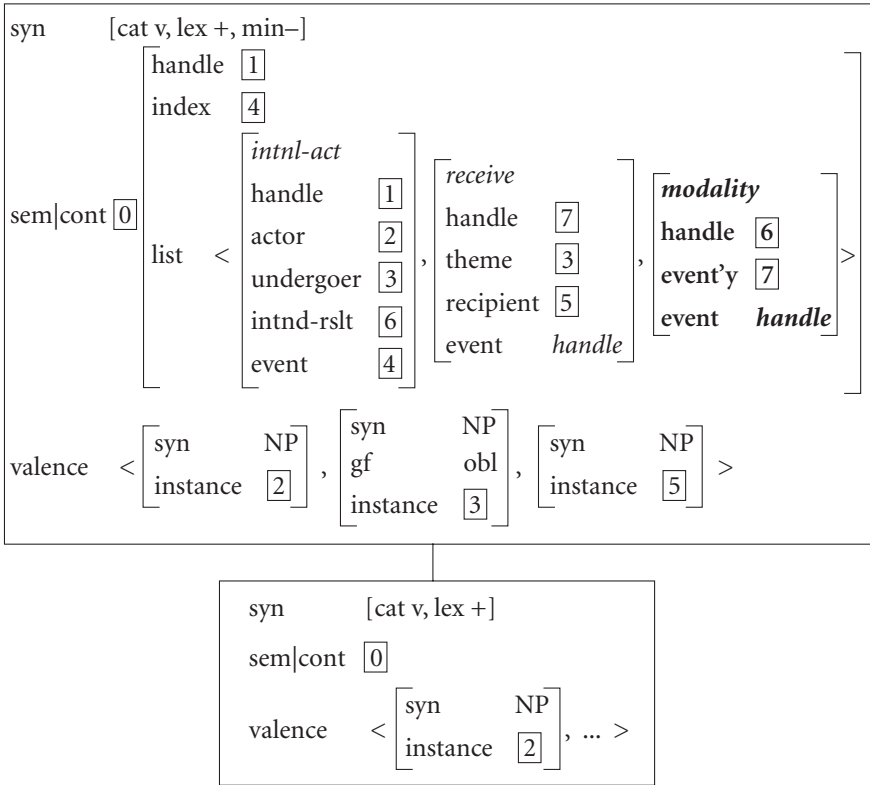 syn [cat v, lex +, min–]
sem|cont 0
handle 1
index 4
list <
intnl-act
handle 1
actor 2
undergoer 3
intnd-rslt 6
event 4
,
receive
handle 7
theme 3
recipient 5
event handle
,
modality
handle 6
event’y 7
event handle
>
valence <
syn NP
instance 2
,
syn NP
gf obl
instance 3
,
syn NP
instance 5
>
syn [cat v, lex +]
sem|cont 0
valence <
syn NP
instance 2
, ... >